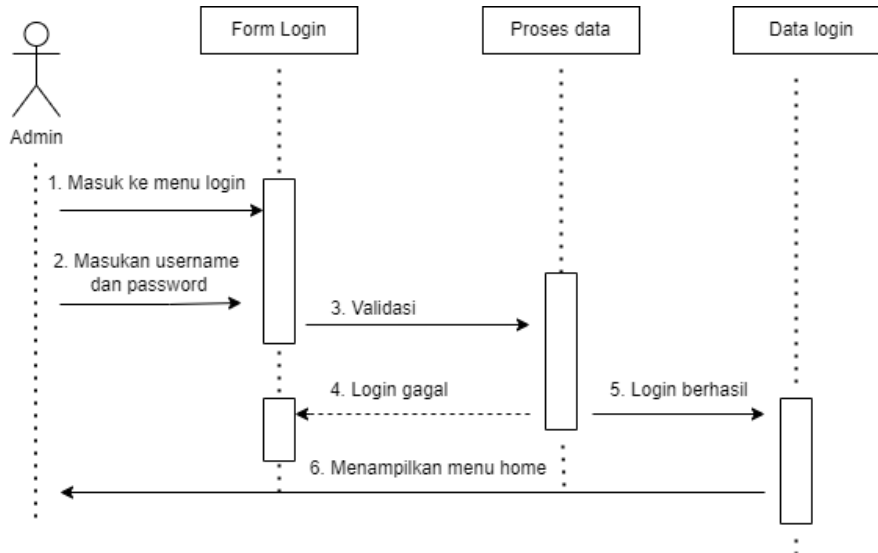 Form Login
Proses data
Data login
Admin
1. Masuk ke menu login
2. Masukan username
dan password
3. Validasi
4. Login gagal
5. Login berhasil
6. Menampilkan menu home